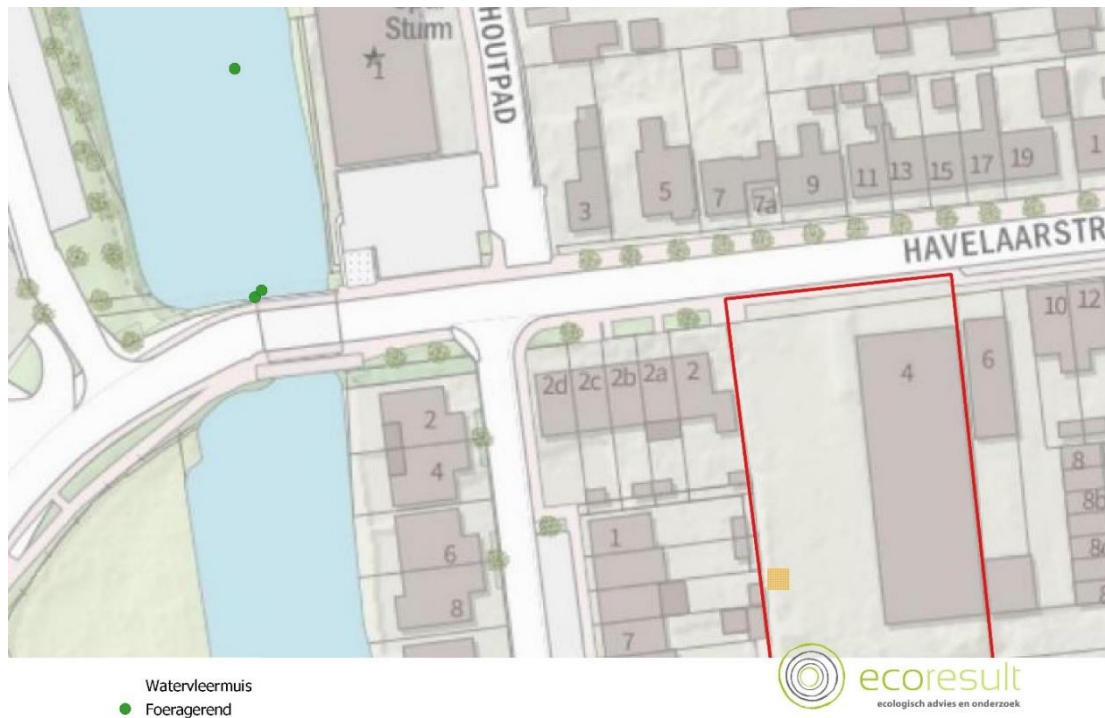 Sturm
1
HOUTPAD
3
5
7
7a
9
11
13
15
17
19
1
HAVELAARSTR
2d
2c
2b
2a
2
4
6
10
12
2
4
6
8
1
7
8
8b
Watervleermuis
Foeragerend
ecoresult
ecologisch advies en onderzoek